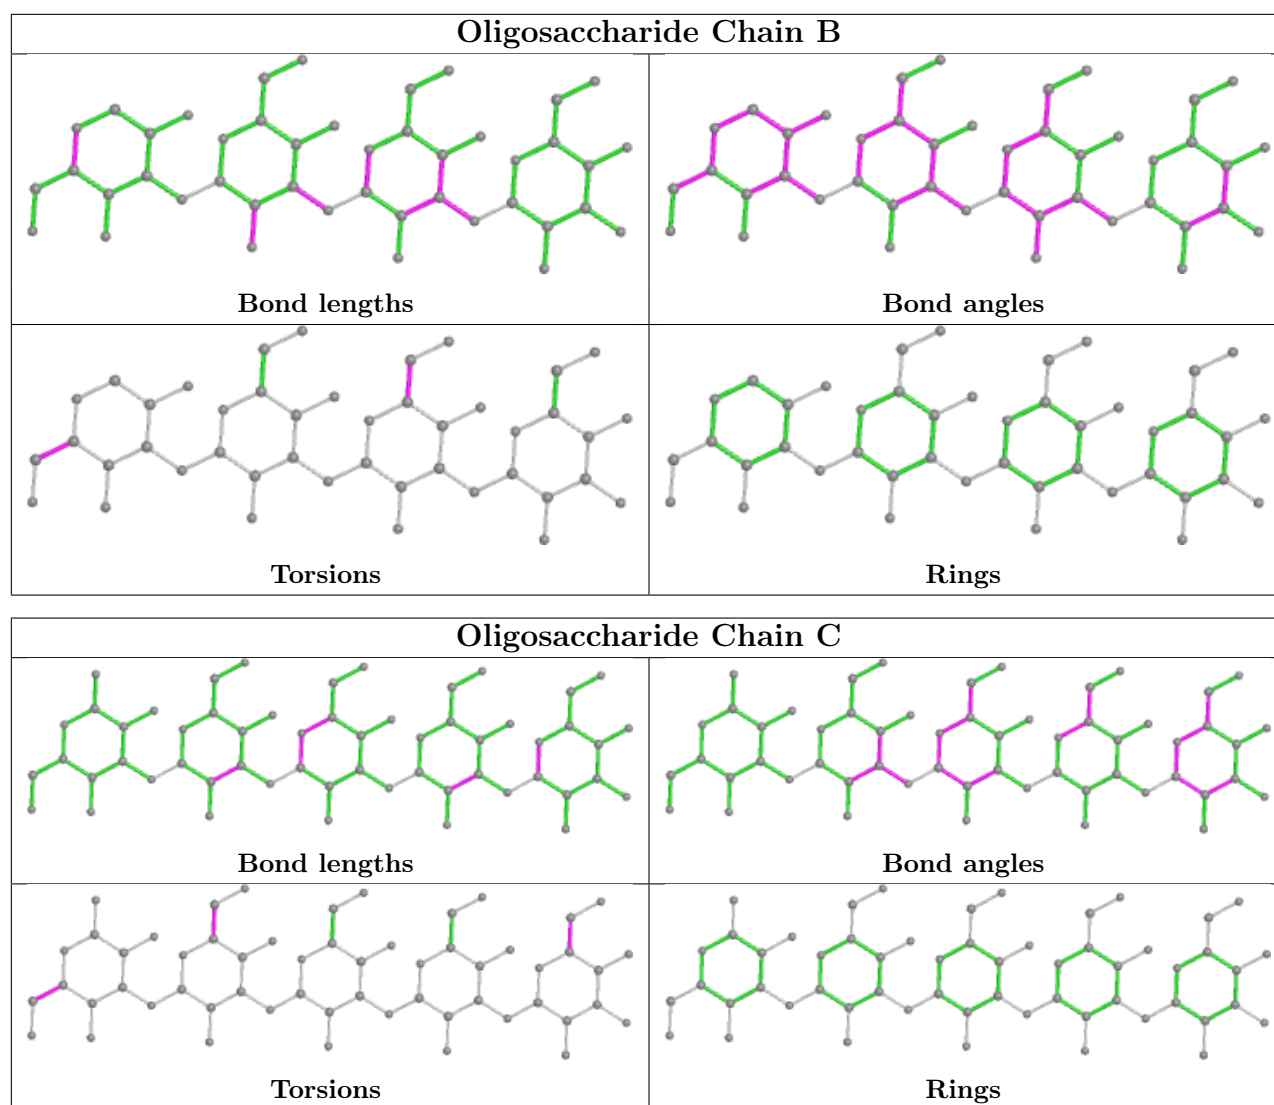 Oligosaccharide Chain B
Bond lengths
Bond angles
Torsions
Rings
Oligosaccharide Chain C
Bond lengths
Bond angles
Torsions
Rings